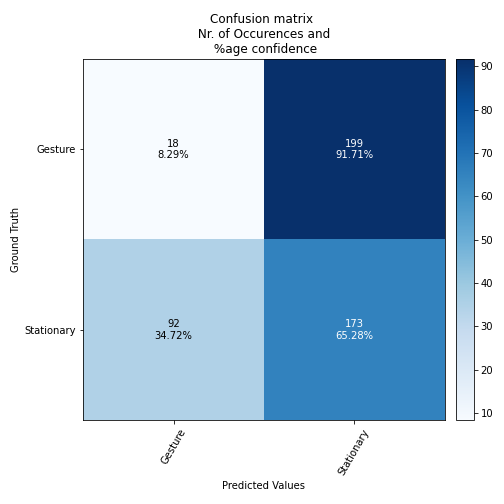 Confusion matrix
Nr. of Occurences and
%age confidence
Ground Truth
Gesture
18
8.29%
199
91.71%
Stationary
92
34.72%
173
65.28%
Gesture
Stationary
Predicted Values
90
80
70
60
50
40
30
20
10